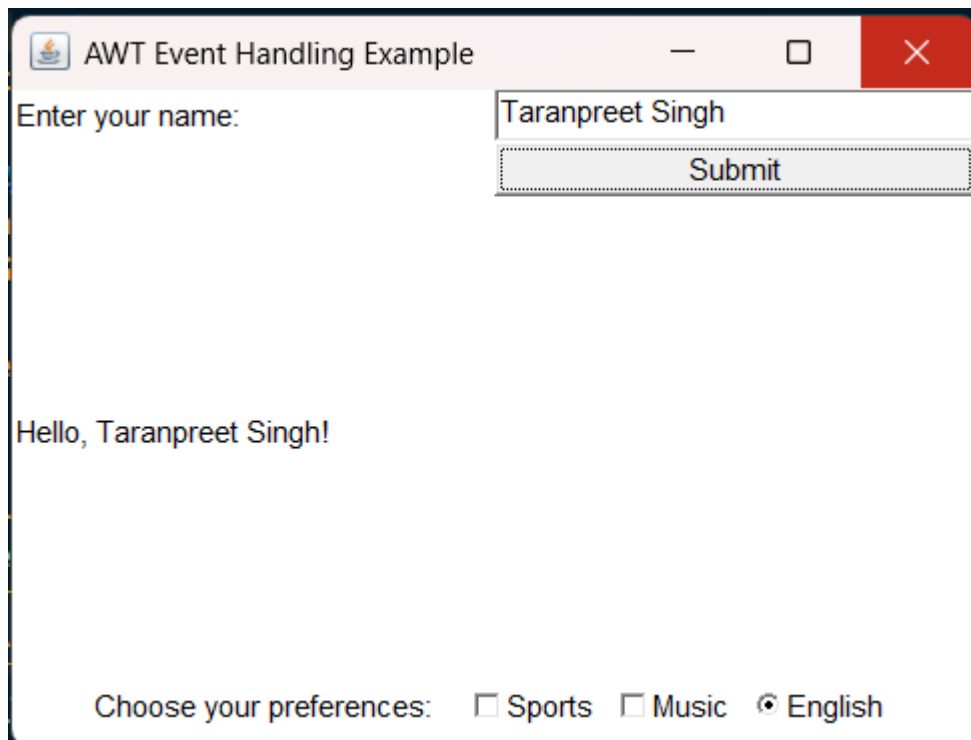 AWT Event Handling Example
Enter your name: Taranpreet Singh
Submit
Hello, Taranpreet Singh!
Choose your preferences: Sports Music English